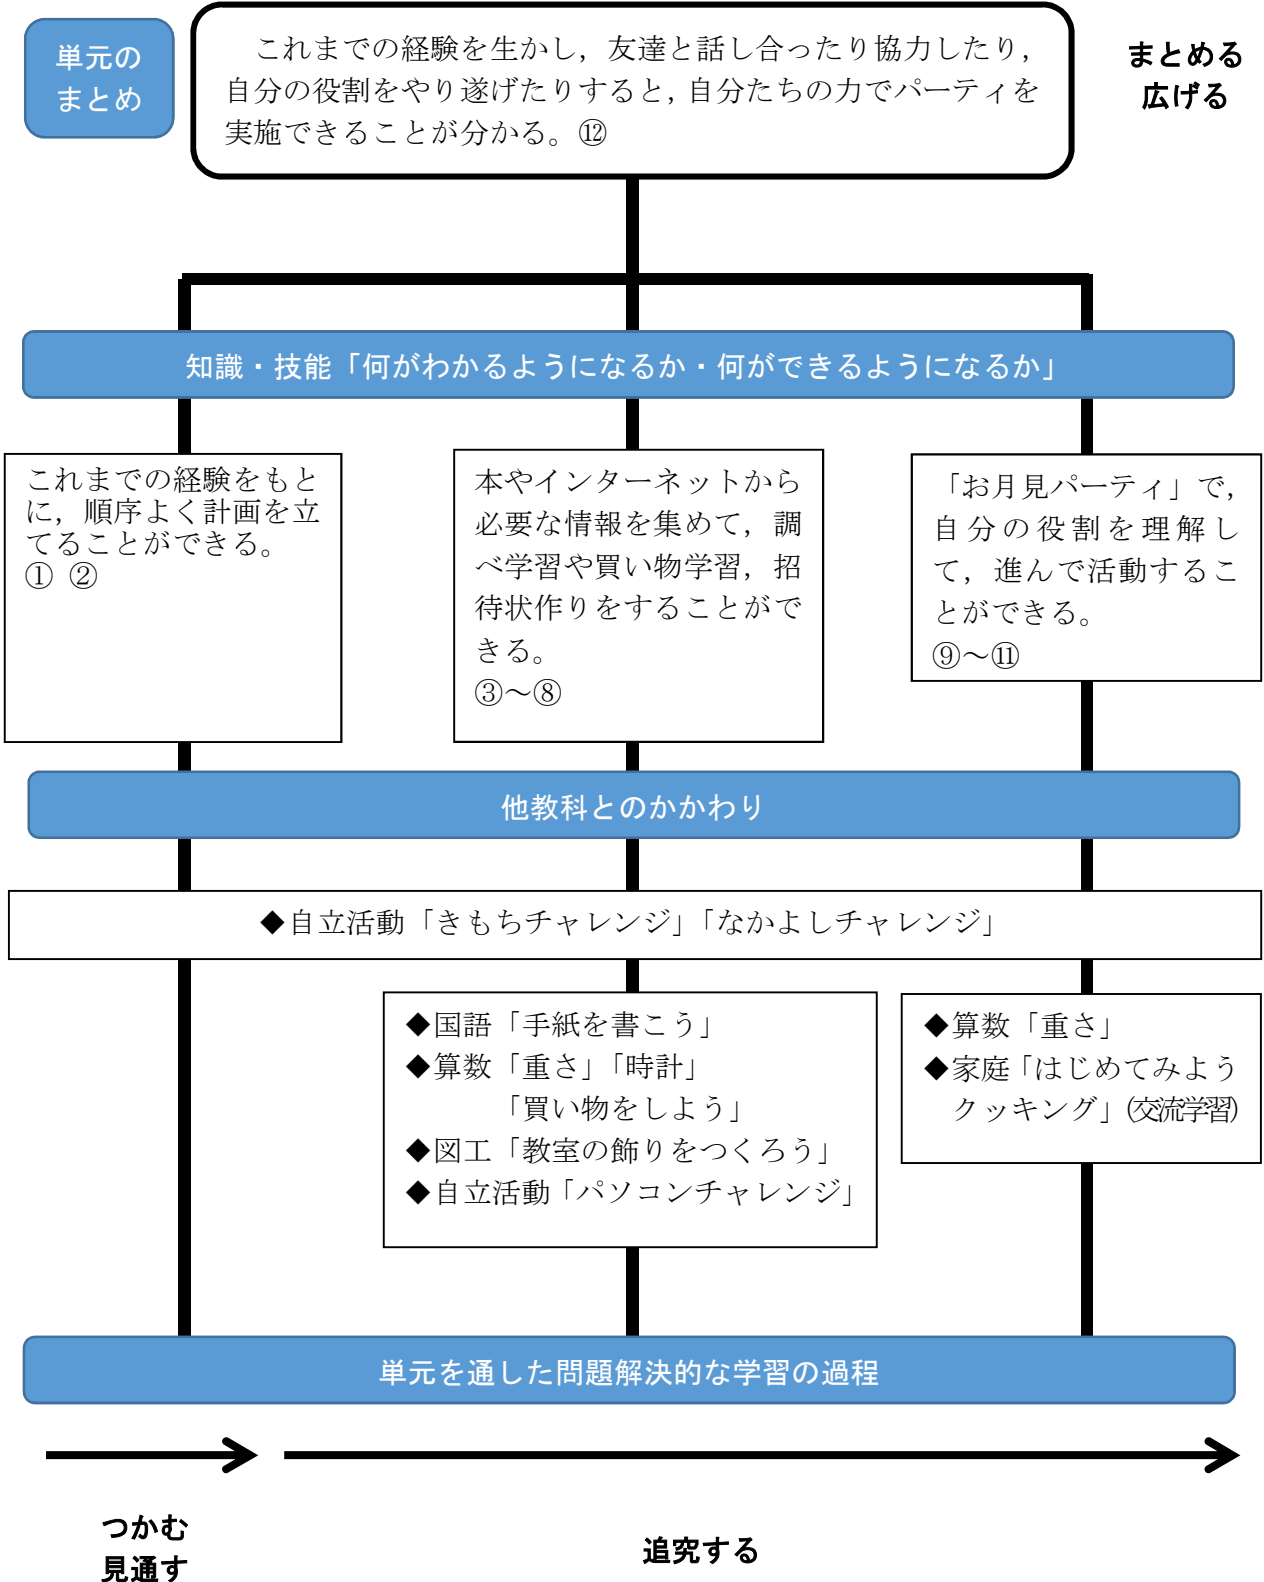 単元の
まとめ
これまでの経験を生かし，友達と話し合ったり協力したり，
自分の役割をやり遂げたりすると，自分たちの力でパーティを
実施できることが分かる。⑫
まとめる
広げる
知識・技能「何がわかるようになるか・何ができるようになるか」
これまでの経験をもと
に，順序よく計画を立
てることができる。
① ②
本やインターネットから
必要な情報を集めて，調
べ学習や買い物学習，招
待状作りをすることがで
きる。
③～⑧
「お月見パーティ」で，
自分の役割を理解し
て，進んで活動するこ
とができる。
⑨～⑪
他教科とのかかわり
◆自立活動「きもちチャレンジ」「なかよしチャレンジ」
◆国語「手紙を書こう」
◆算数「重さ」「時計」
「買い物をしよう」
◆図工「教室の飾りをつくろう」
◆自立活動「パソコンチャレンジ」
◆算数「重さ」
◆家庭「はじめてみよう
クッキング」(交流学習)
単元を通した問題解決的な学習の過程
つかむ
見通す
追究する